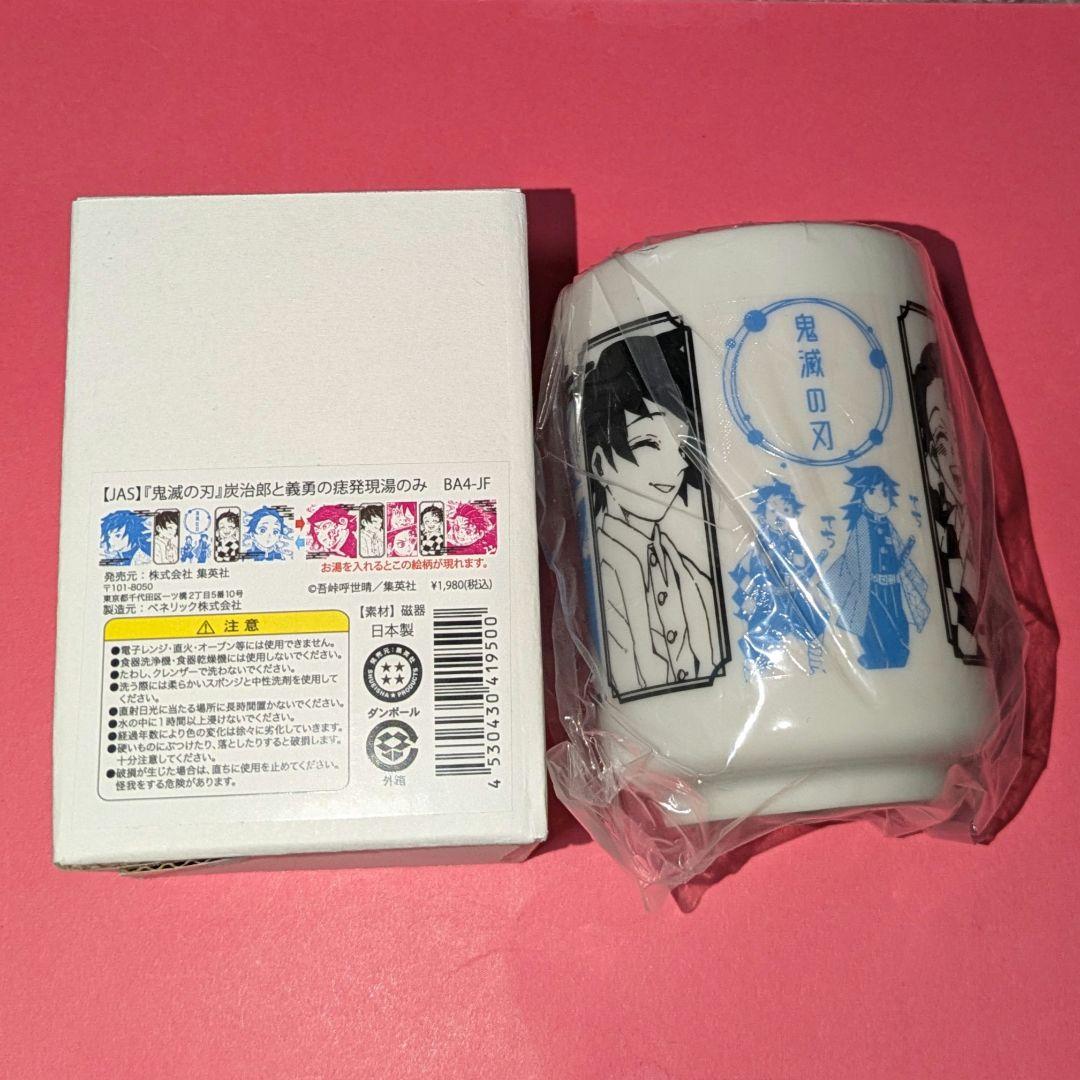 【JAS】『鬼滅の刃』炭治郎と義勇の痣発現湯のみ BA4-JF
お湯を入れるとこの絵柄が現れます。
発売元：株式会社 集英社
〒101-8050
東京都千代田区一ツ橋2丁目5番10号
製造元：ベネリック株式会社
©吾峠呼世晴／集英社 ¥1,980(税込)
⚠ 注意
●電子レンジ・直火・オーブン等には使用できません。
●食器洗浄機・食器乾燥機には使用しないでください。
●たわし、クレンザーで洗わないでください。
●洗う際には柔らかいスポンジと中性洗剤を使用して
ください。
●直射日光に当たる場所に長時間置かないでください。
●水の中に1時間以上浸けないでください。
●経過年数により色の変化は徐々に劣化していきます。
●硬いものにぶつけたり、落としたりすると破損します。
十分注意してください。
●破損が生じた場合は、直ちに使用を止めてください。
怪我をする危険があります。
【素材】磁器
日本製
発売元：集英社
SHUEISHA★PRODUCTS
ダンボール
外箱
4530430419500
鬼滅の刃